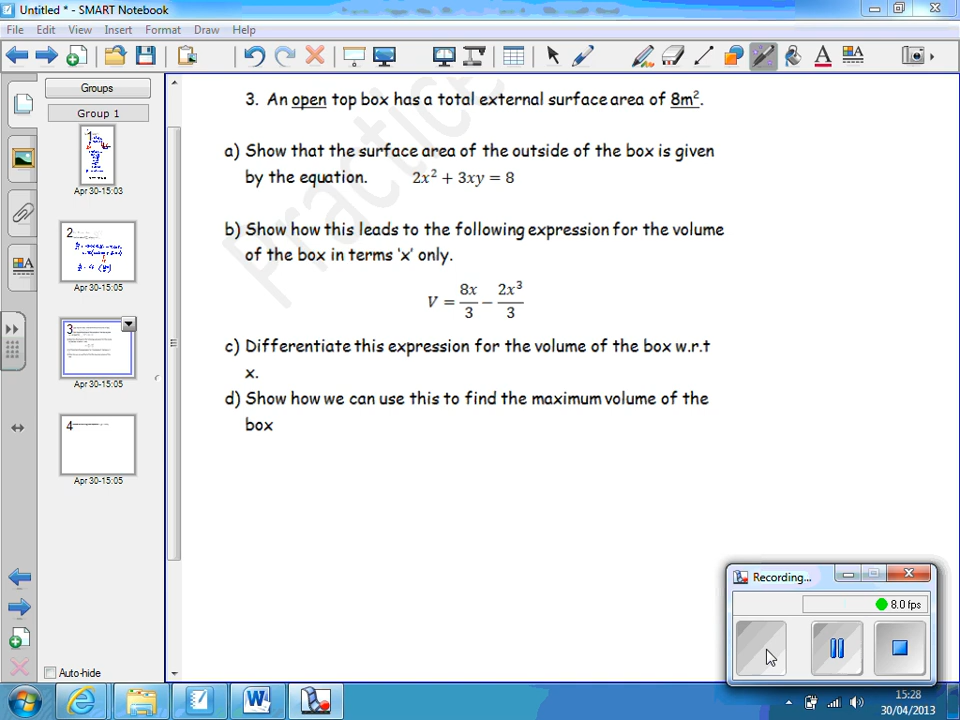 Untitled * - SMART Notebook
File Edit View Insert Format Draw Help
Groups
Group 1
1
Apr 30-15:03
2
Apr 30-15:05
3
Apr 30-15:05
4
Apr 30-15:05
Auto-hide
Practice
3. An open top box has a total external surface area of 8m².
a) Show that the surface area of the outside of the box is given
by the equation. 2x² + 3xy = 8
b) Show how this leads to the following expression for the volume
of the box in terms 'x' only.
V = 8x/3 − 2x³/3
c) Differentiate this expression for the volume of the box w.r.t
x.
d) Show how we can use this to find the maximum volume of the
box
Recording...
8.0 fps
15:28
30/04/2013